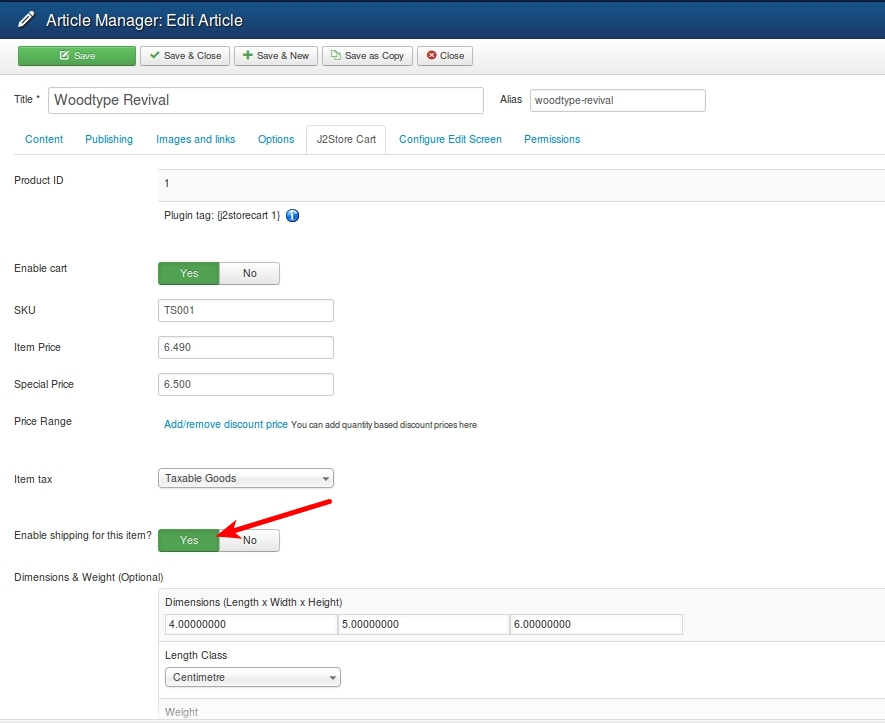 Article Manager: Edit Article
Save Save & Close Save & New Save as Copy Close
Title * Woodtype Revival Alias woodtype-revival
Content Publishing Images and links Options J2Store Cart Configure Edit Screen Permissions
Product ID 1
Plugin tag: {j2storecart 1}
Enable cart Yes No
SKU TS001
Item Price 6.490
Special Price 6.500
Price Range Add/remove discount price You can add quantity based discount prices here
Item tax Taxable Goods
Enable shipping for this item? Yes No
Dimensions & Weight (Optional)
Dimensions (Length x Width x Height)
4.00000000 5.00000000 6.00000000
Length Class
Centimetre
Weight